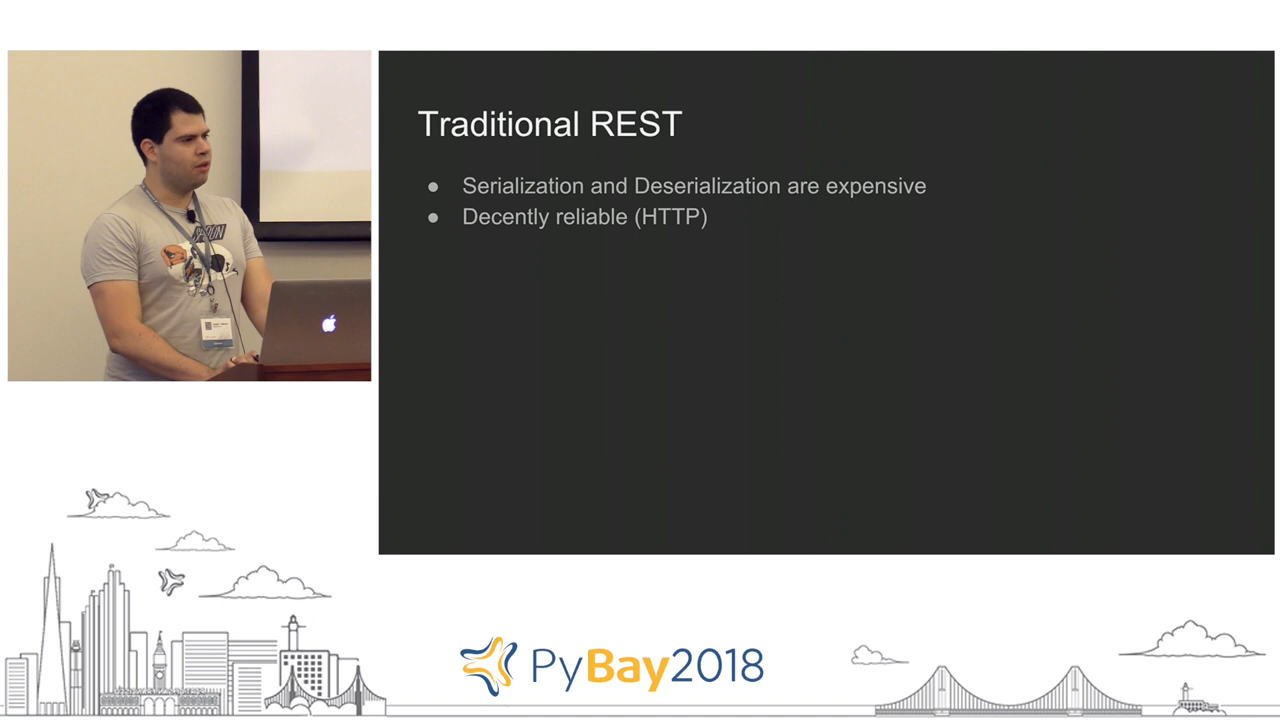 Traditional REST
● Serialization and Deserialization are expensive
● Decently reliable (HTTP)
PyBay2018